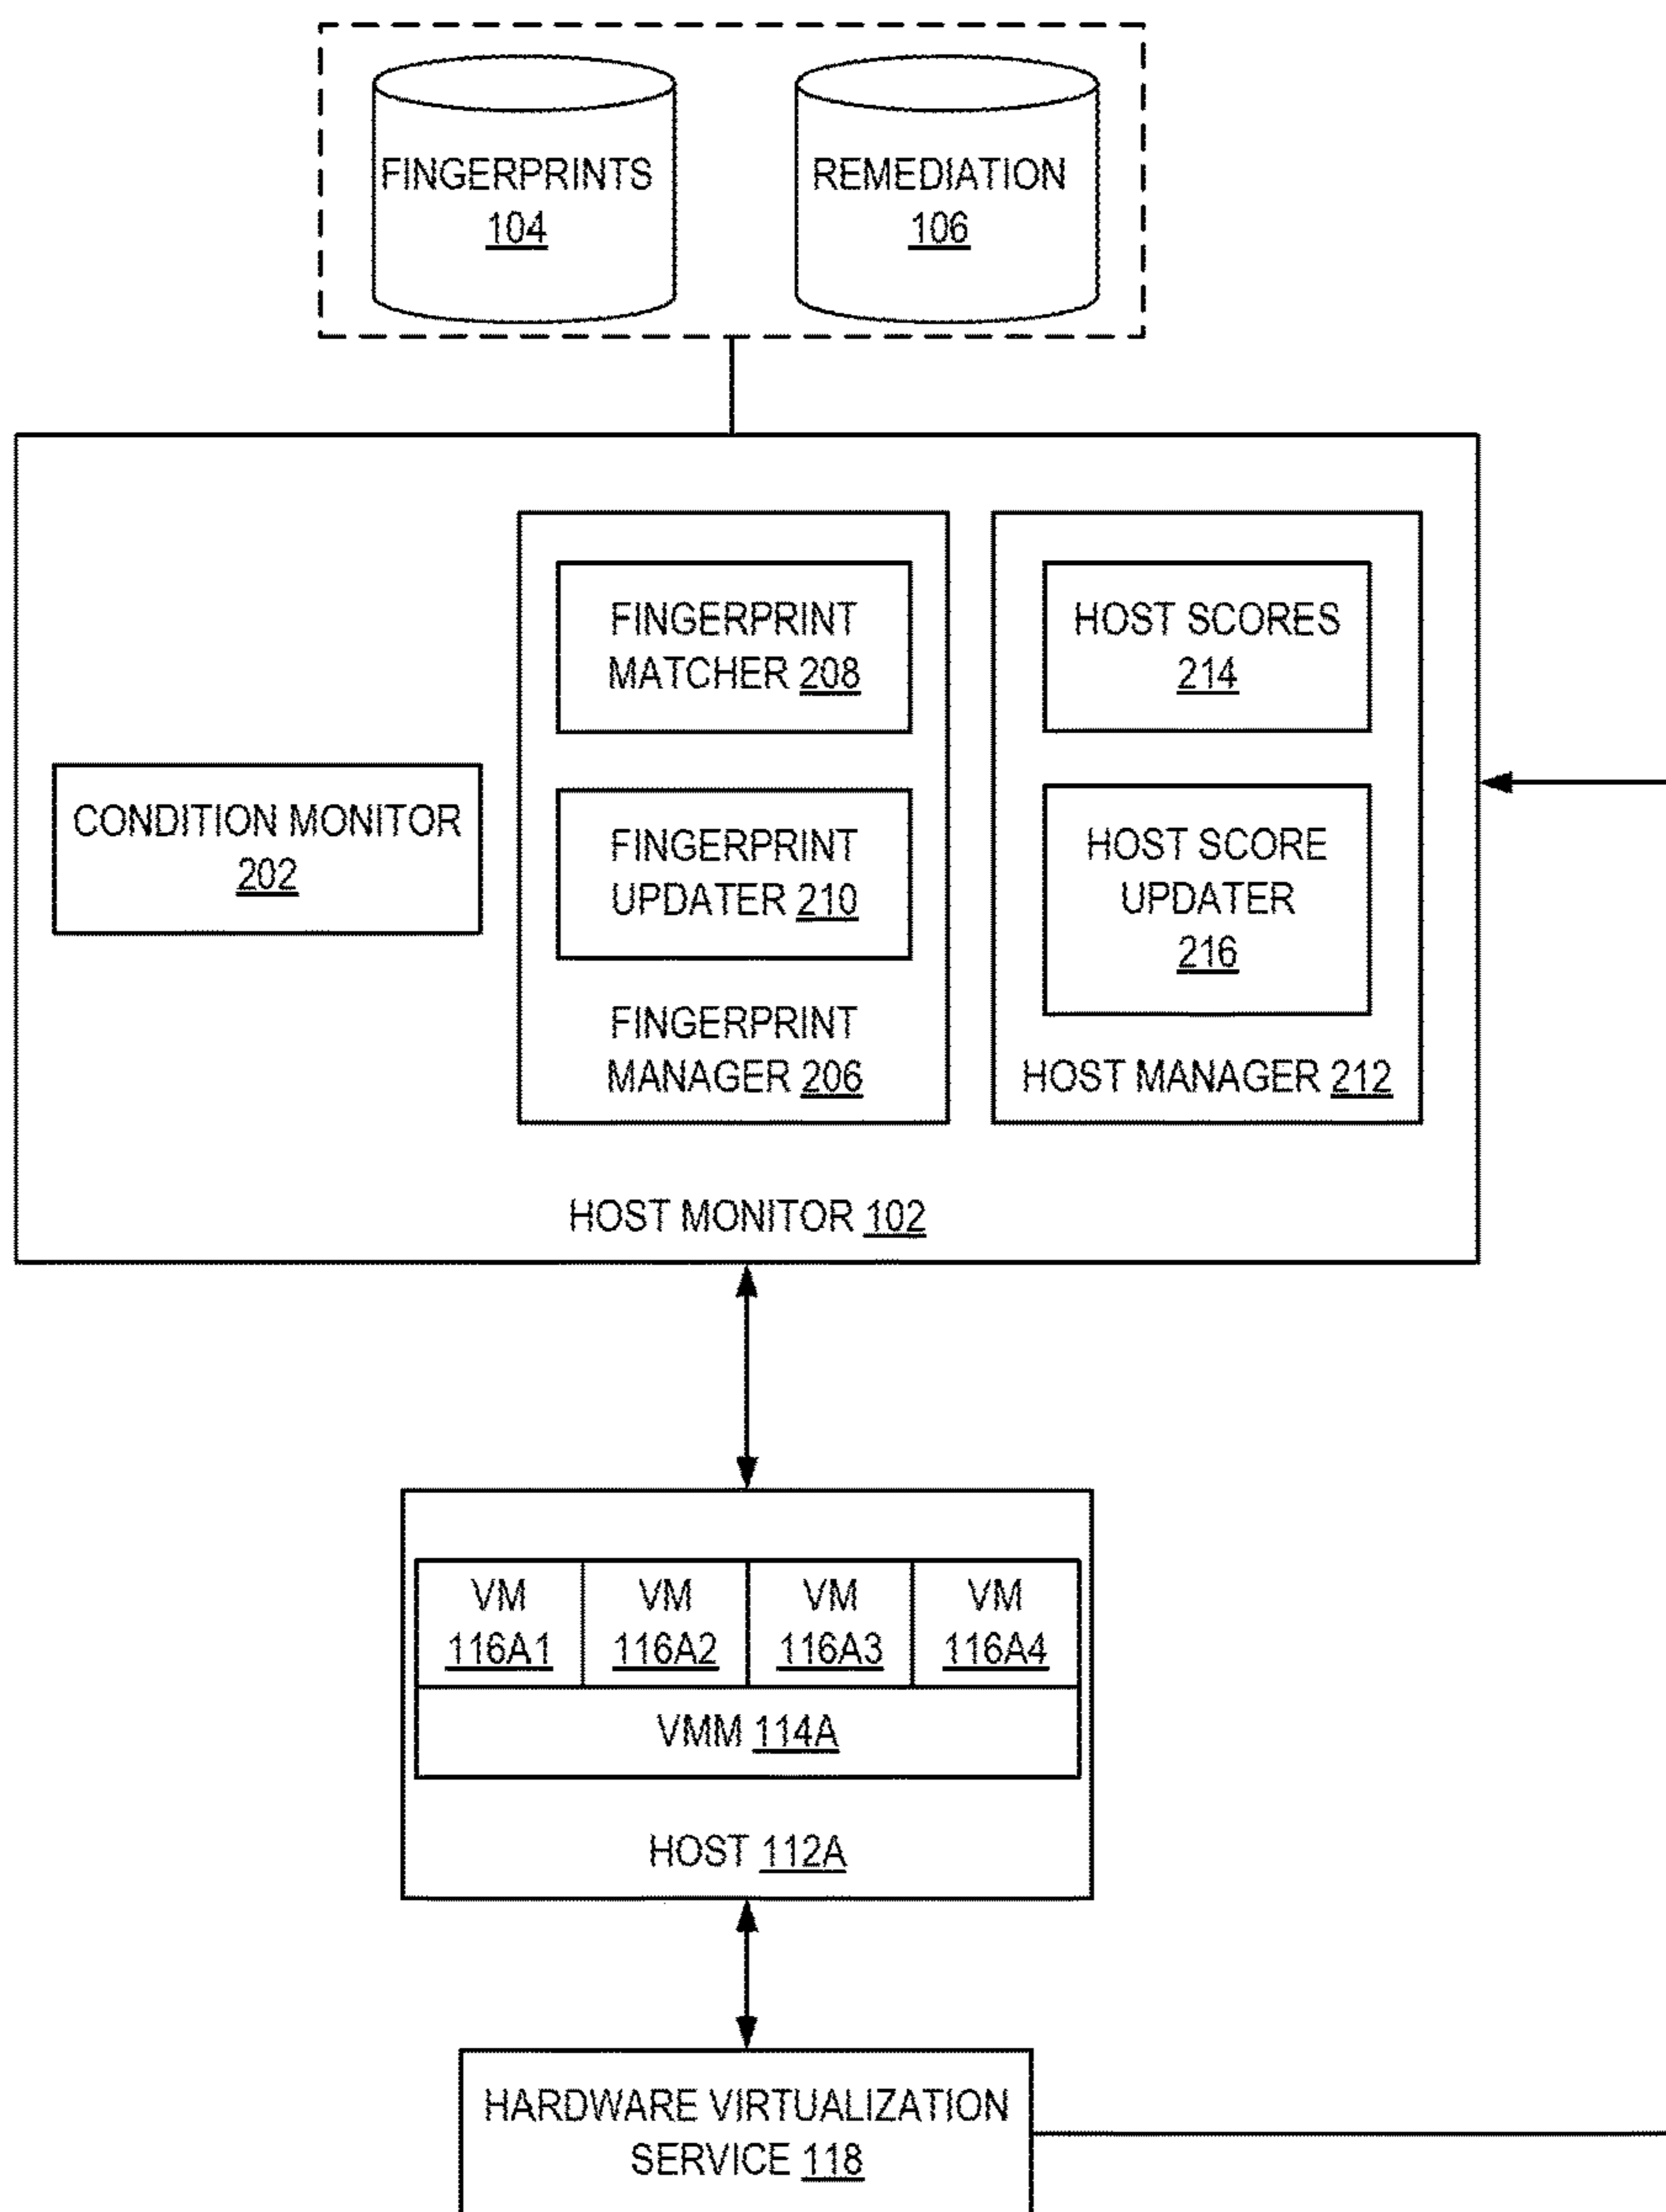 FINGERPRINTS
104
REMEDIATION
106
FINGERPRINT
MATCHER 208
HOST SCORES
214
CONDITION MONITOR
202
FINGERPRINT
UPDATER 210
HOST SCORE
UPDATER
216
FINGERPRINT
MANAGER 206
HOST MANAGER 212
HOST MONITOR 102
VM
116A1
VM
116A2
VM
116A3
VM
116A4
VMM 114A
HOST 112A
HARDWARE VIRTUALIZATION
SERVICE 118